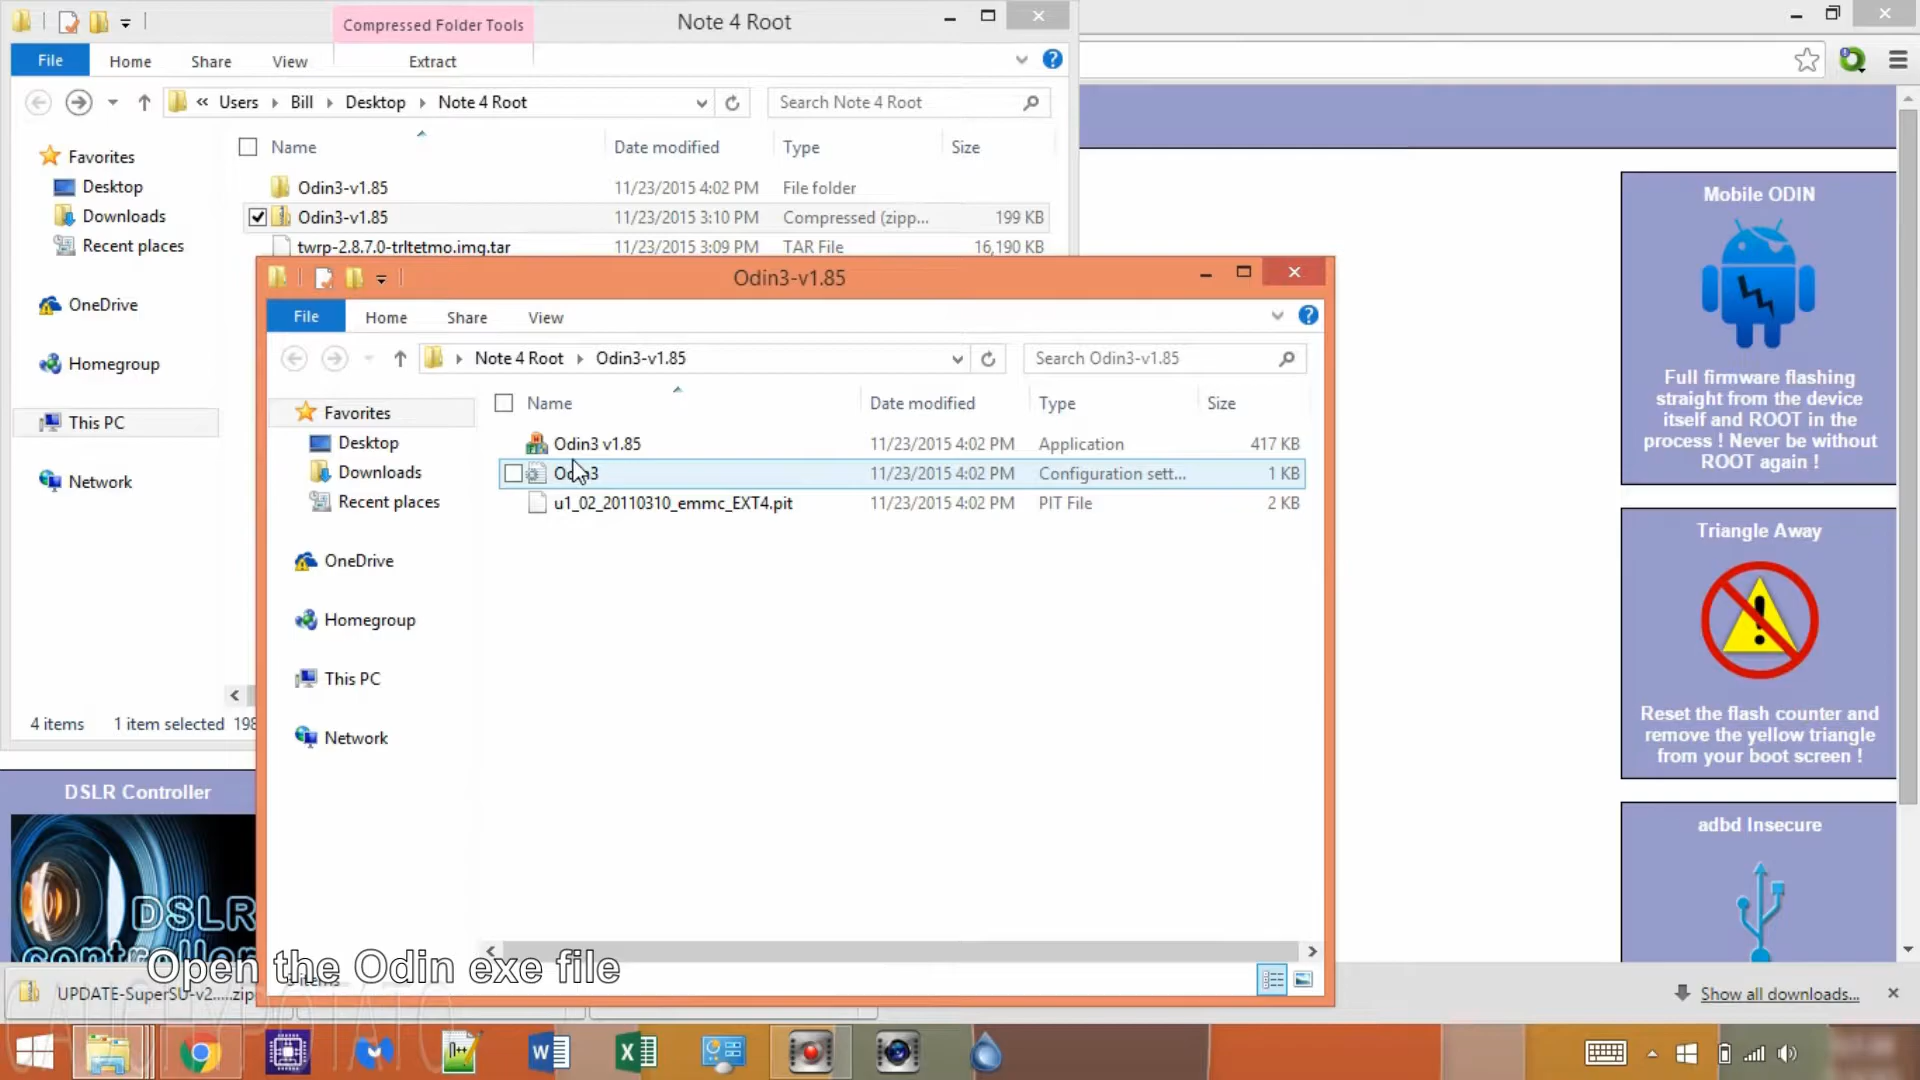 Compressed Folder Tools
Note 4 Root
File
Home
Share
View
Extract
« Users
Bill
Desktop
Note 4 Root
Search Note 4 Root
Favorites
Desktop
Downloads
Recent places
OneDrive
Homegroup
This PC
Network
Name
Date modified
Type
Size
Odin3-v1.85 11/23/2015 4:02 PM File folder
Odin3-v1.85 11/23/2015 3:10 PM Compressed (zipp... 199 KB
twrp-2.8.7.0-trltetmo.img.tar 11/23/2015 3:09 PM TAR File 16,190 KB
4 items 1 item selected 198
Odin3-v1.85
File
Home
Share
View
Note 4 Root
Odin3-v1.85
Search Odin3-v1.85
Favorites
Desktop
Downloads
Recent places
OneDrive
Homegroup
This PC
Network
Name
Date modified
Type
Size
Odin3 v1.85 11/23/2015 4:02 PM Application 417 KB
Odin3 11/23/2015 4:02 PM Configuration sett... 1 KB
u1_02_20110310_emmc_EXT4.pit 11/23/2015 4:02 PM PIT File 2 KB
Mobile ODIN
Full firmware flashing
straight from the device
itself and ROOT in the
process ! Never be without
ROOT again !
Triangle Away
Reset the flash counter and
remove the yellow triangle
from your boot screen !
adbd Insecure
DSLR Controller
DSLR
controller
Open the Odin exe file
UPDATE-SuperSU-v2.....zip
Show all downloads...